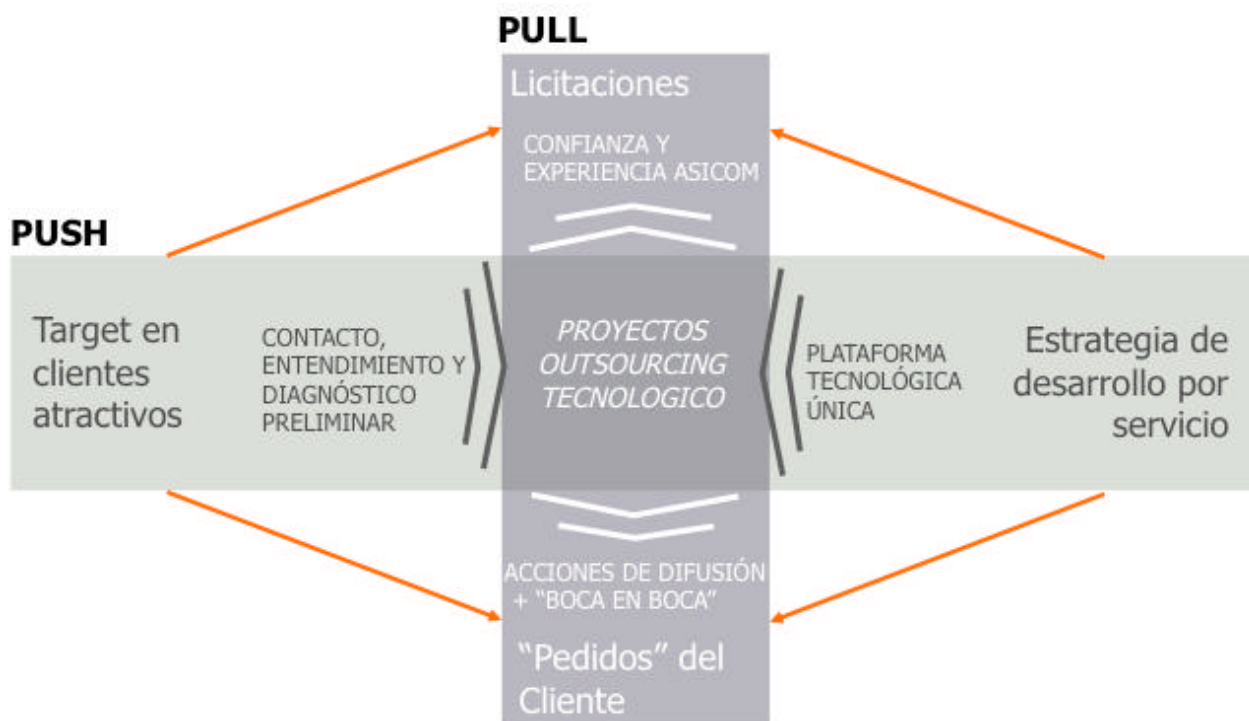 PULL
Licitaciones
CONFIANZA Y
EXPERIENCIA ASICOM
PUSH
Target en
clientes
atractivos
CONTACTO,
ENTENDIMIENTO Y
DIAGNÓSTICO
PRELIMINAR
PROYECTOS
OUTSOURCING
TECNOLOGICO
PLATAFORMA
TECNOLÓGICA
ÚNICA
Estrategia de
desarrollo por
servicio
ACCIONES DE DIFUSIÓN
+ “BOCA EN BOCA”
“Pedidos” del
Cliente